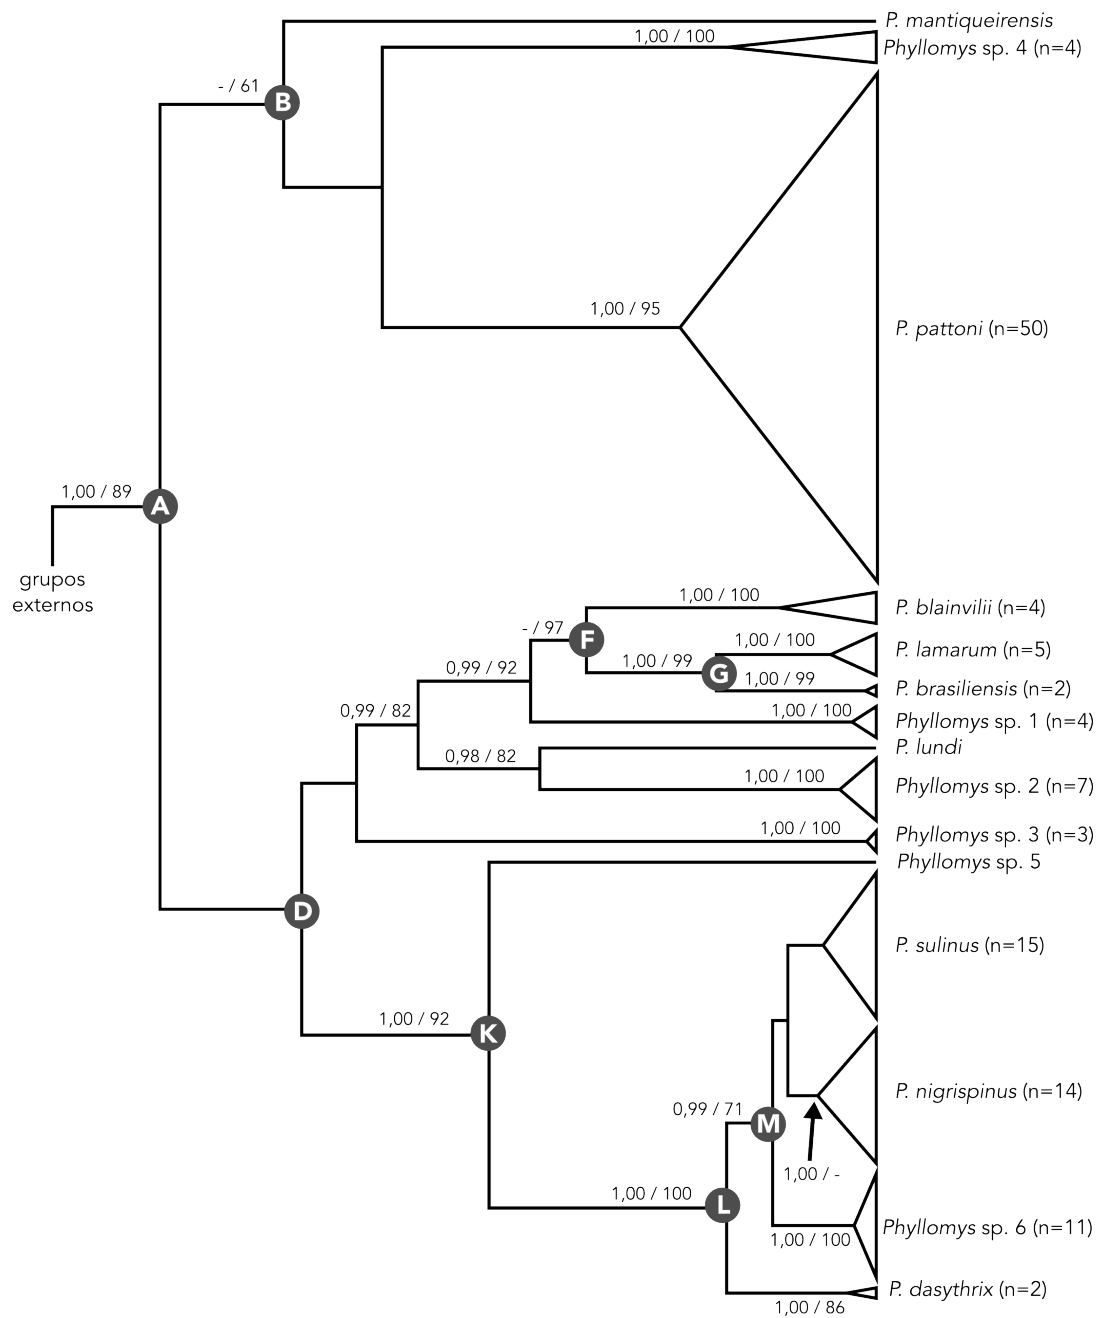 P. mantiqueirensis
1,00 / 100
Phyllomys sp. 4 (n=4)
- / 61
B
1,00 / 95
P. pattoni (n=50)
1,00 / 89
A
grupos
externos
1,00 / 100
P. blainvilii (n=4)
- / 97
F
1,00 / 100
P. lamarum (n=5)
0,99 / 92
1,00 / 99
G
1,00 / 99
P. brasiliensis (n=2)
0,99 / 82
1,00 / 100
Phyllomys sp. 1 (n=4)
P. lundi
0,98 / 82
1,00 / 100
Phyllomys sp. 2 (n=7)
1,00 / 100
Phyllomys sp. 3 (n=3)
Phyllomys sp. 5
D
P. sulinus (n=15)
1,00 / 92
K
P. nigrispinus (n=14)
0,99 / 71
M
1,00 / -
1,00 / 100
L
Phyllomys sp. 6 (n=11)
1,00 / 100
P. dasythrix (n=2)
1,00 / 86